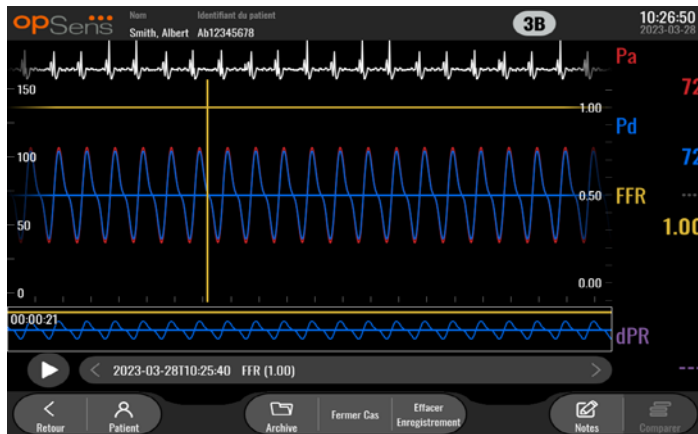 opSens
Nom
Identifiant du patient
Smith, Albert
Ab12345678
3B
10:26:50
2023-03-28
Pa
72
150
1.00
Pd
72
100
0.50
FFR
---
1.00
50
0.00
0
00:00:21
dPR
---
2023-03-28T10:25:40 FFR (1.00)
Retour
Patient
Archive
Fermer Cas
Effacer
Enregistrement
Notes
Comparer